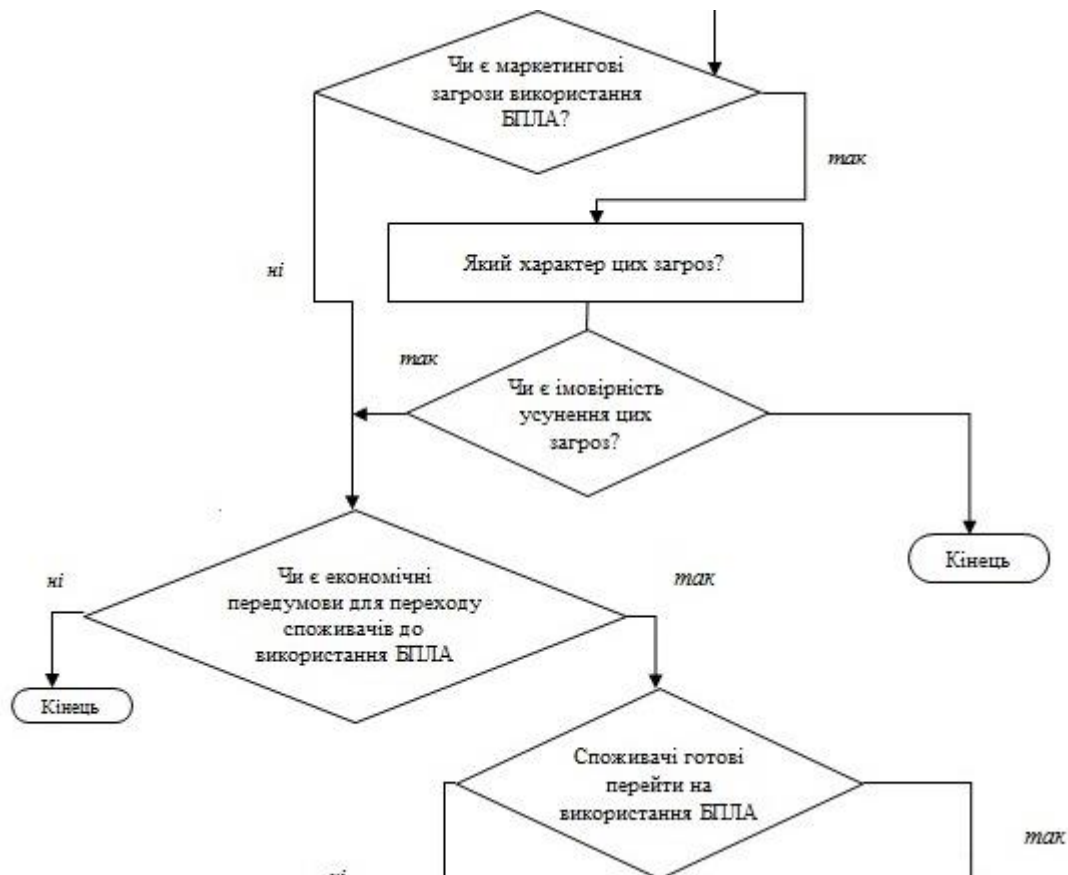 Чи є маркетингові
загрози використання
БПЛА?
так
Який характер цих загроз?
ні
так
Чи є імовірність
усунення цих
загроз?
Кінець
Чи є економічні
передумови для переходу
споживачів до
використання БПЛА
ні
так
Кінець
Споживачі готові
перейти на
використання БПЛА
так
ні